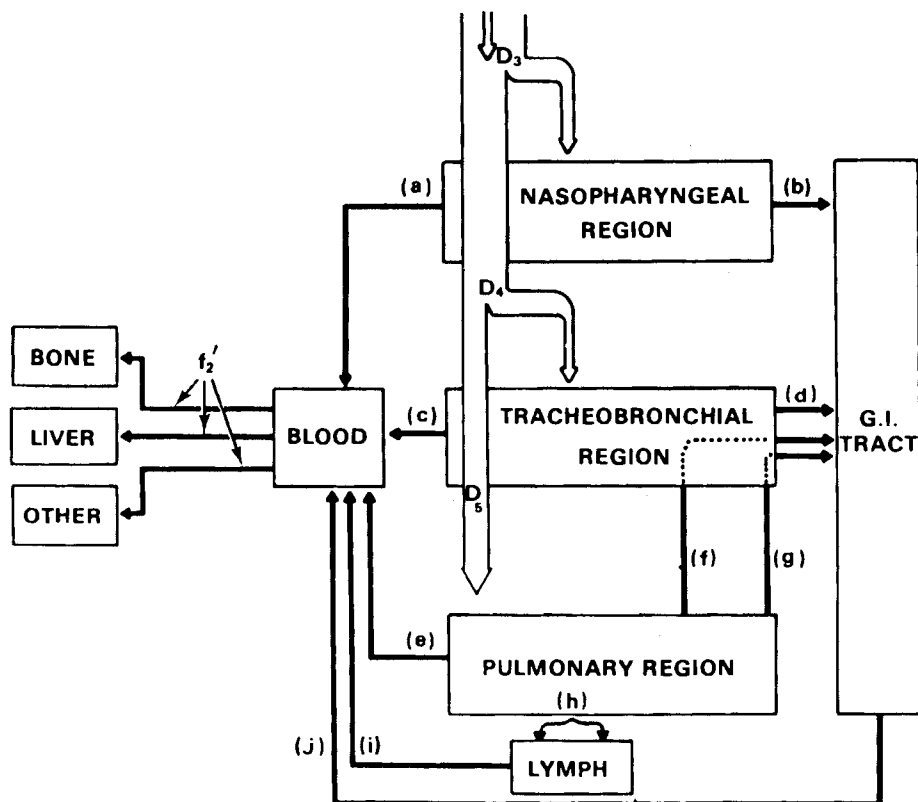 D₃
(a)
NASOPHARYNGEAL
REGION
(b)
D₄
BONE
f₂′
LIVER
OTHER
BLOOD
(c)
TRACHEOBRONCHIAL
REGION
(d)
G.I.
TRACT
D₅
(f)
(g)
(e)
PULMONARY REGION
(h)
(j)
(i)
LYMPH